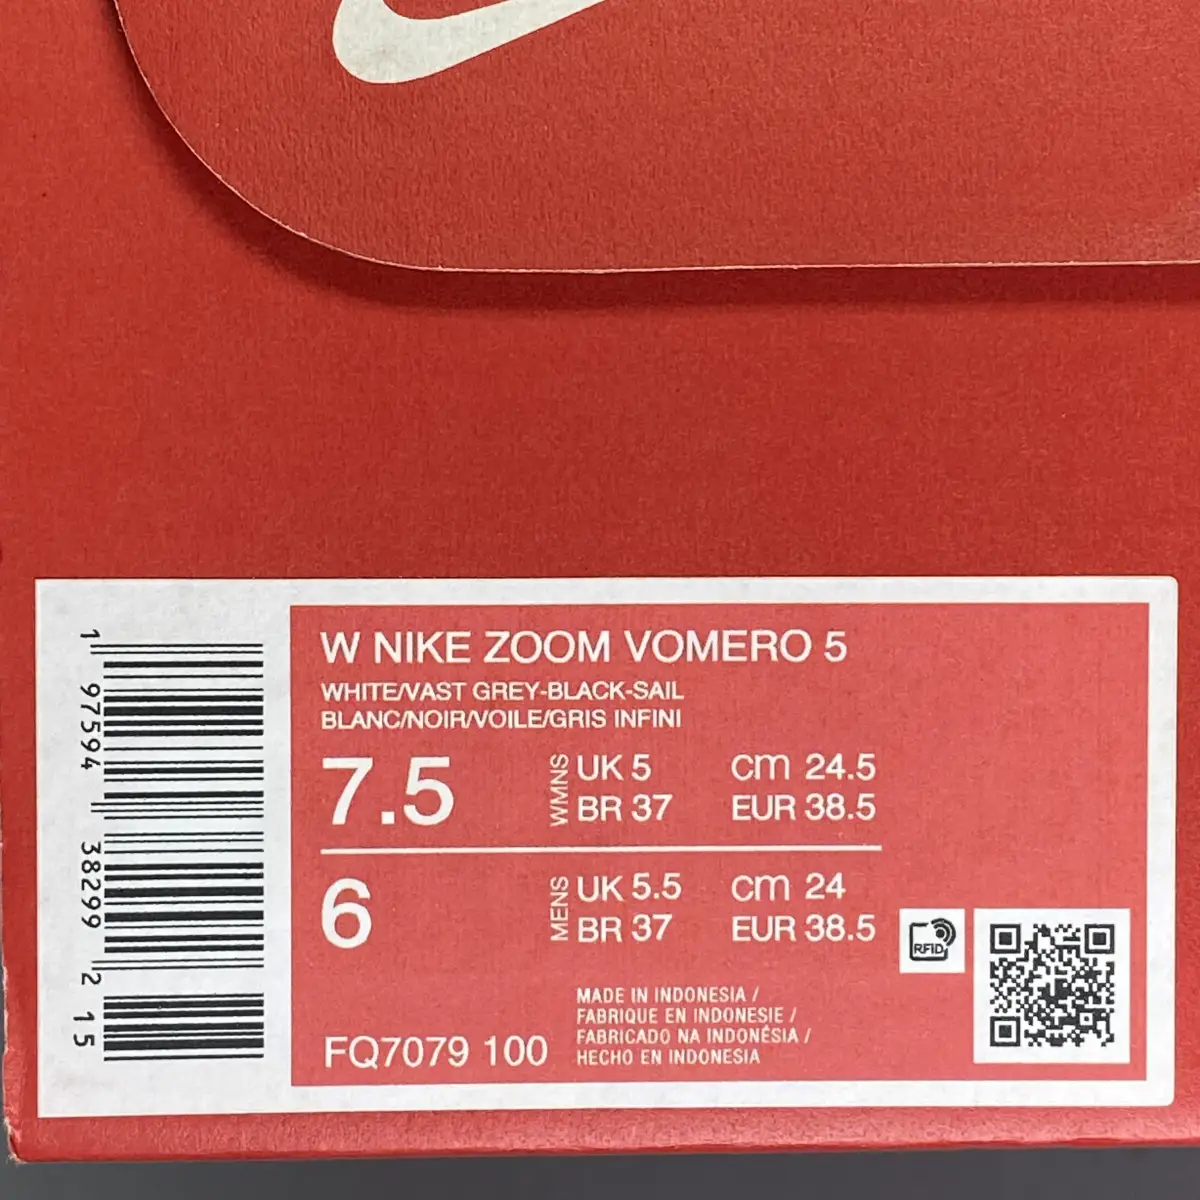 W NIKE ZOOM VOMERO 5
WHITE/VAST GREY-BLACK-SAIL
BLANC/NOIR/VOILE/GRIS INFINI
7.5 WMNS UK 5 cm 24.5
BR 37 EUR 38.5
6 MENS UK 5.5 cm 24
BR 37 EUR 38.5
FQ7079 100
MADE IN INDONESIA /
FABRIQUE EN INDONESIE /
FABRICADO NA INDONÉSIA /
HECHO EN INDONESIA
RFID
1 97594 38299 2 15